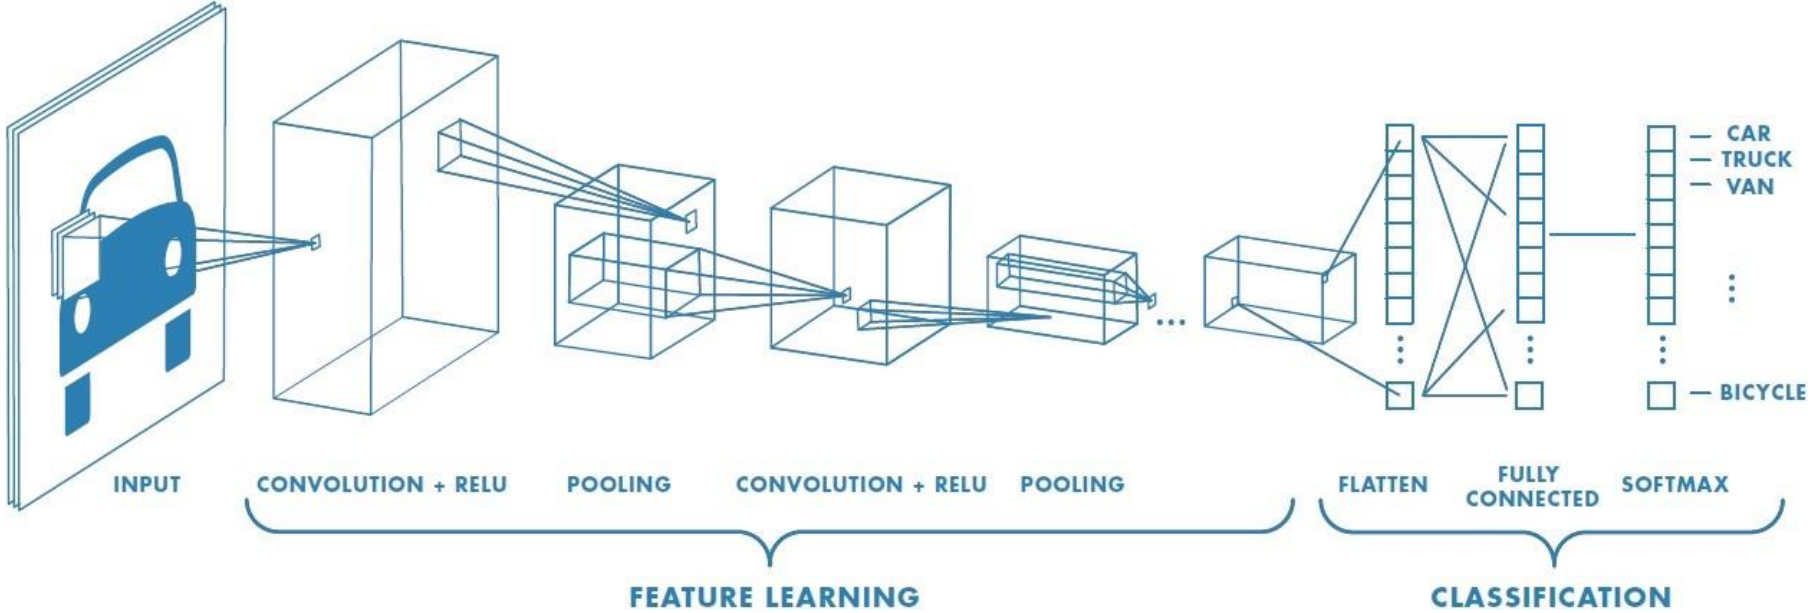 CAR
TRUCK
VAN
BICYCLE
INPUT
CONVOLUTION + RELU
POOLING
CONVOLUTION + RELU
POOLING
FLATTEN
FULLY
CONNECTED
SOFTMAX
FEATURE LEARNING
CLASSIFICATION